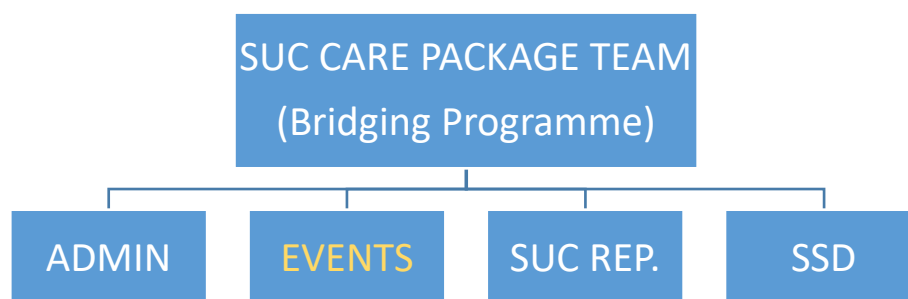 SUC CARE PACKAGE TEAM
(Bridging Programme)
ADMIN
EVENTS
SUC REP.
SSD